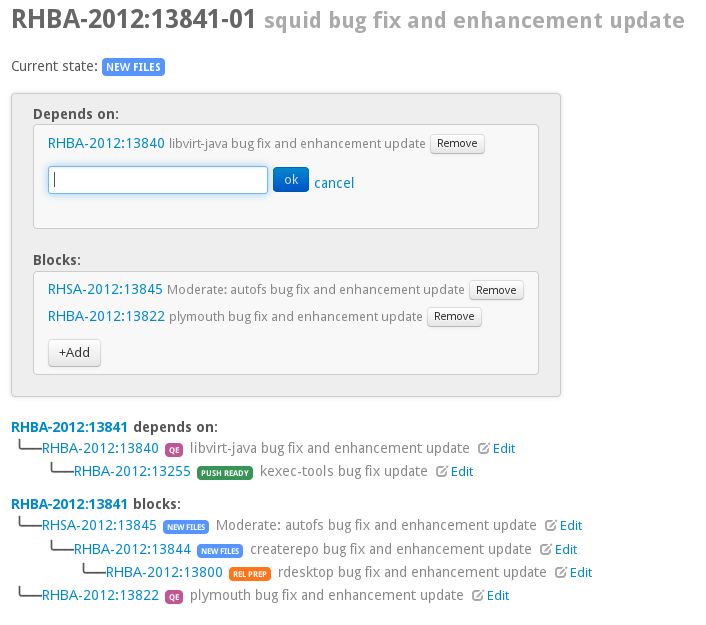 RHBA-2012:13841-01 squid bug fix and enhancement update
Current state: NEW FILES
Depends on:
RHBA-2012:13840 libvirt-java bug fix and enhancement update Remove
ok cancel
Blocks:
RHSA-2012:13845 Moderate: autofs bug fix and enhancement update Remove
RHBA-2012:13822 plymouth bug fix and enhancement update Remove
+Add
RHBA-2012:13841 depends on:
RHBA-2012:13840 QE libvirt-java bug fix and enhancement update Edit
RHBA-2012:13255 PUSH READY kexec-tools bug fix update Edit
RHBA-2012:13841 blocks:
RHSA-2012:13845 NEW FILES Moderate: autofs bug fix and enhancement update Edit
RHBA-2012:13844 NEW FILES createrepo bug fix and enhancement update Edit
RHBA-2012:13800 REL PREP rdesktop bug fix and enhancement update Edit
RHBA-2012:13822 QE plymouth bug fix and enhancement update Edit